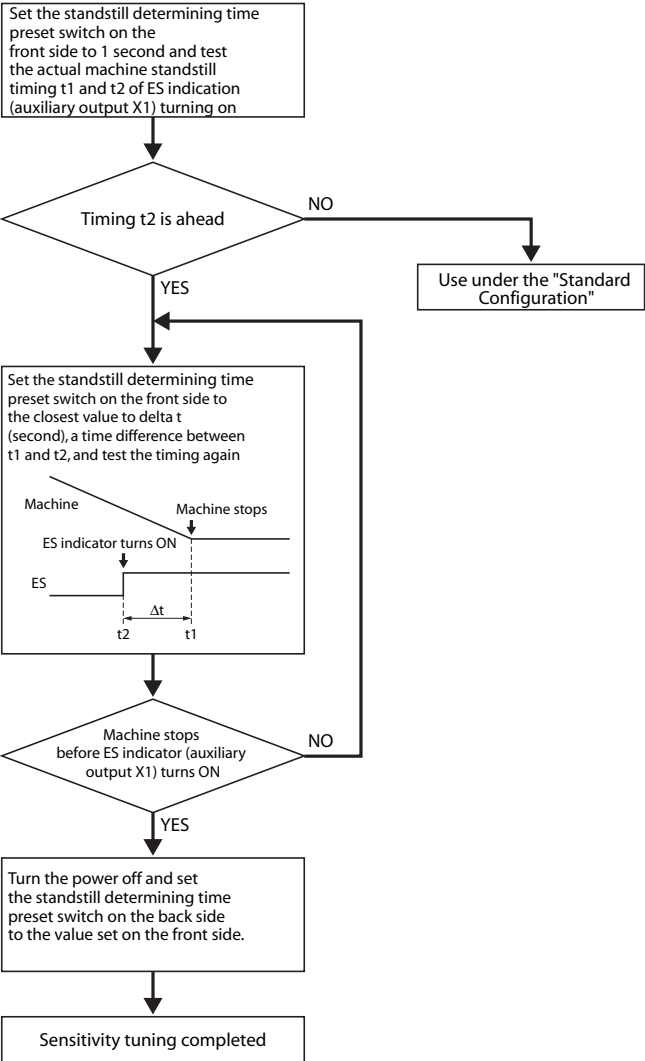 Set the standstill determining time
preset switch on the
front side to 1 second and test
the actual machine standstill
timing t1 and t2 of ES indication
(auxiliary output X1) turning on
Timing t2 is ahead
NO
YES
Use under the "Standard
Configuration"
Set the standstill determining time
preset switch on the front side to
the closest value to delta t
(second), a time difference between
t1 and t2, and test the timing again
Machine
Machine stops
ES indicator turns ON
ES
Δt
t2
t1
Machine stops
before ES indicator (auxiliary
output X1) turns ON
NO
YES
Turn the power off and set
the standstill determining time
preset switch on the back side
to the value set on the front side.
Sensitivity tuning completed